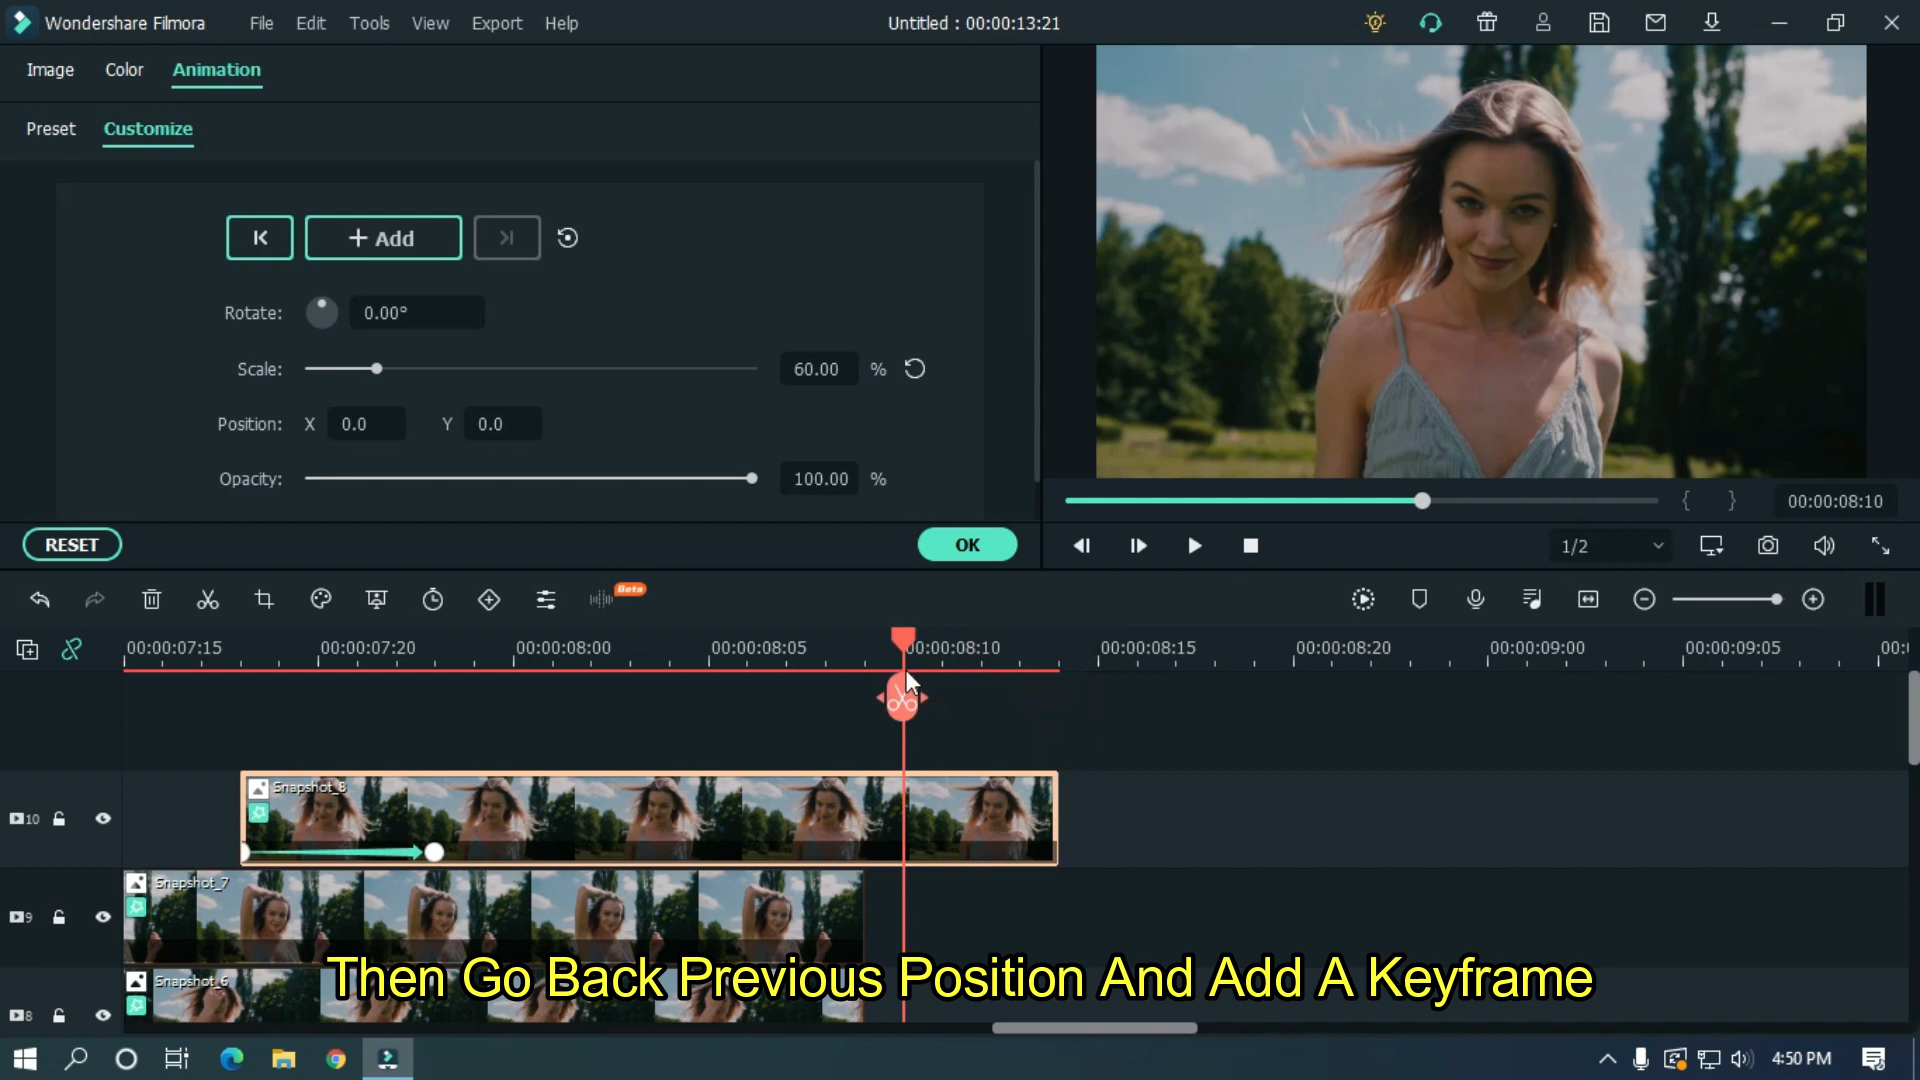 Wondershare Filmora
File
Edit
Tools
View
Export
Help
Untitled : 00:00:13:21
Image
Color
Animation
Preset
Customize
+ Add
Rotate:
0.00°
Scale:
60.00
%
Position:
X
0.0
Y
0.0
Opacity:
100.00
%
RESET
OK
{ }
00:00:08:10
1/2
Beta
00:00:07:15
00:00:07:20
00:00:08:00
00:00:08:05
00:00:08:10
00:00:08:15
00:00:08:20
00:00:09:00
00:00:09:05
00:0
10
Snapshot_8
9
Snapshot_7
8
Snapshot_6
Then Go Back Previous Position And Add A Keyframe
4:50 PM